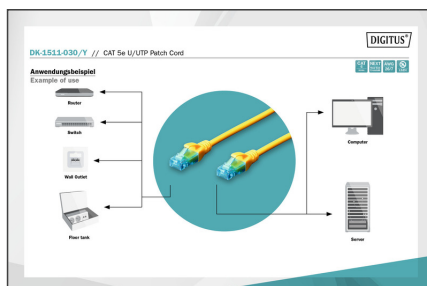 DIGITUS®
DK-1511-030/Y // CAT 5e U/UTP Patch Cord
Anwendungsbeispiel
Example of use
Router
Switch
Wall Outlet
Floor tank
Computer
Server